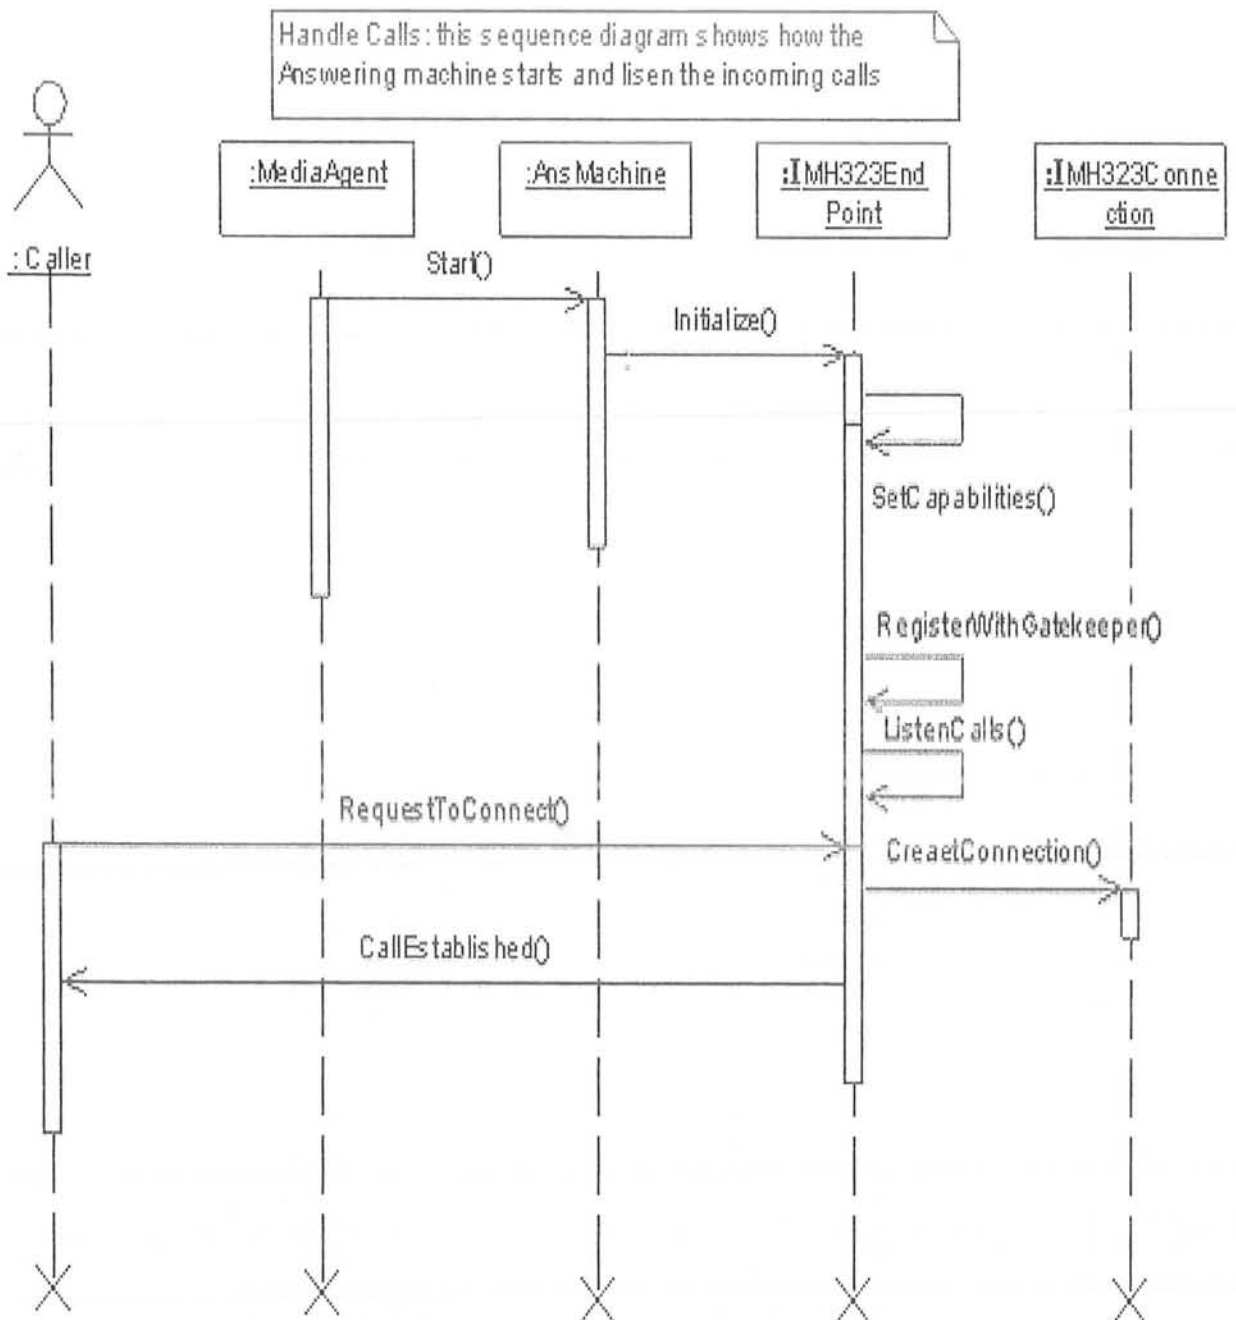 Handle Calls: this sequence diagram shows how the
Answering machine starts and lisen the incoming calls
:MediaAgent
:AnsMachine
:IMH323End
Point
:IMH323Conne
ction
: Caller
Start()
Initialize()
SetCapabilities()
RegisterWithGatekeeper()
ListenCalls()
RequestToConnect()
CreaetConnection()
CallEstablished()